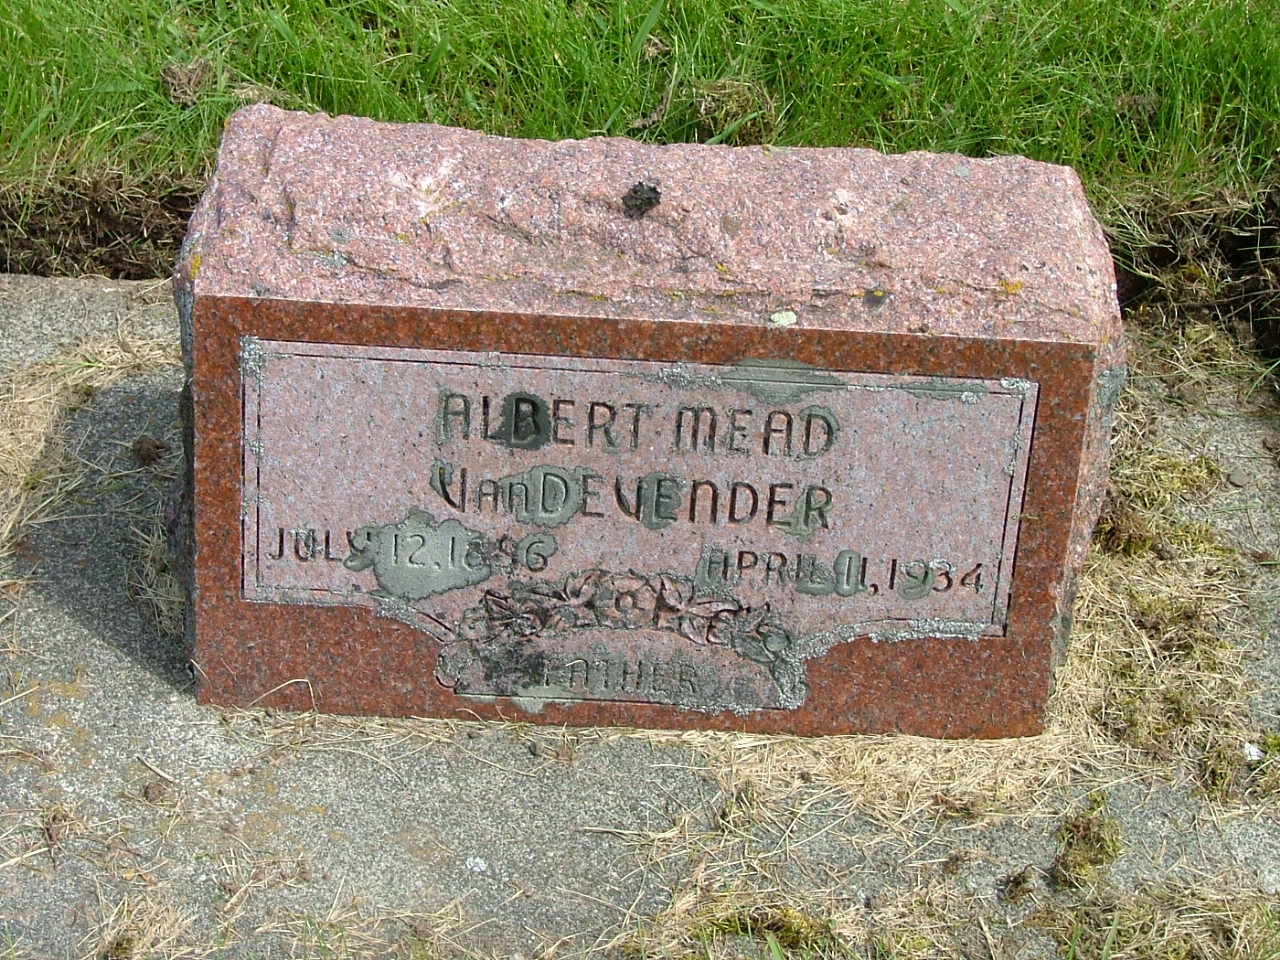 ALBERT MEAD
VanDEVENDER
JULY 12, 1896 APRIL 11, 1934
FATHER